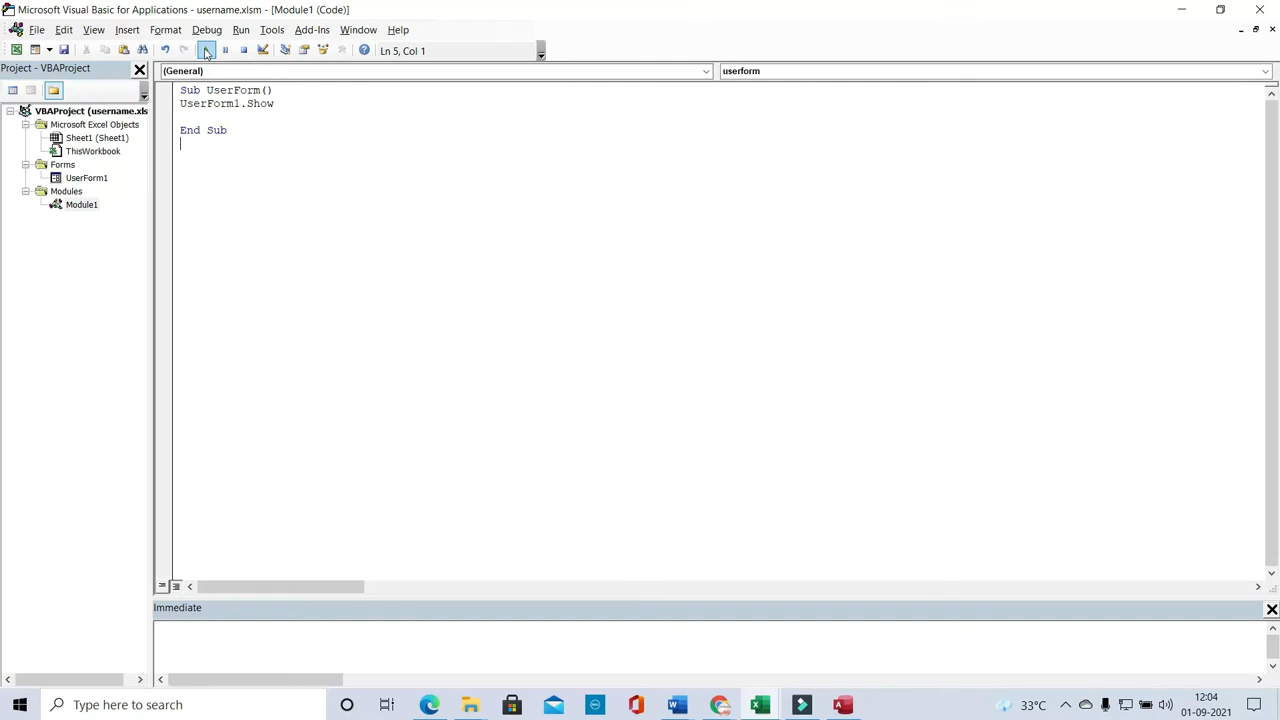 Microsoft Visual Basic for Applications - username.xlsm - [Module1 (Code)]
File Edit View Insert Format Debug Run Tools Add-Ins Window Help
Ln 5, Col 1
Project - VBAProject
(General)
userform
VBAProject (username.xls
Microsoft Excel Objects
Sheet1 (Sheet1)
ThisWorkbook
Forms
UserForm1
Modules
Module1
Sub UserForm()
UserForm1.Show
End Sub
Immediate
Type here to search
33°C
12:04
01-09-2021